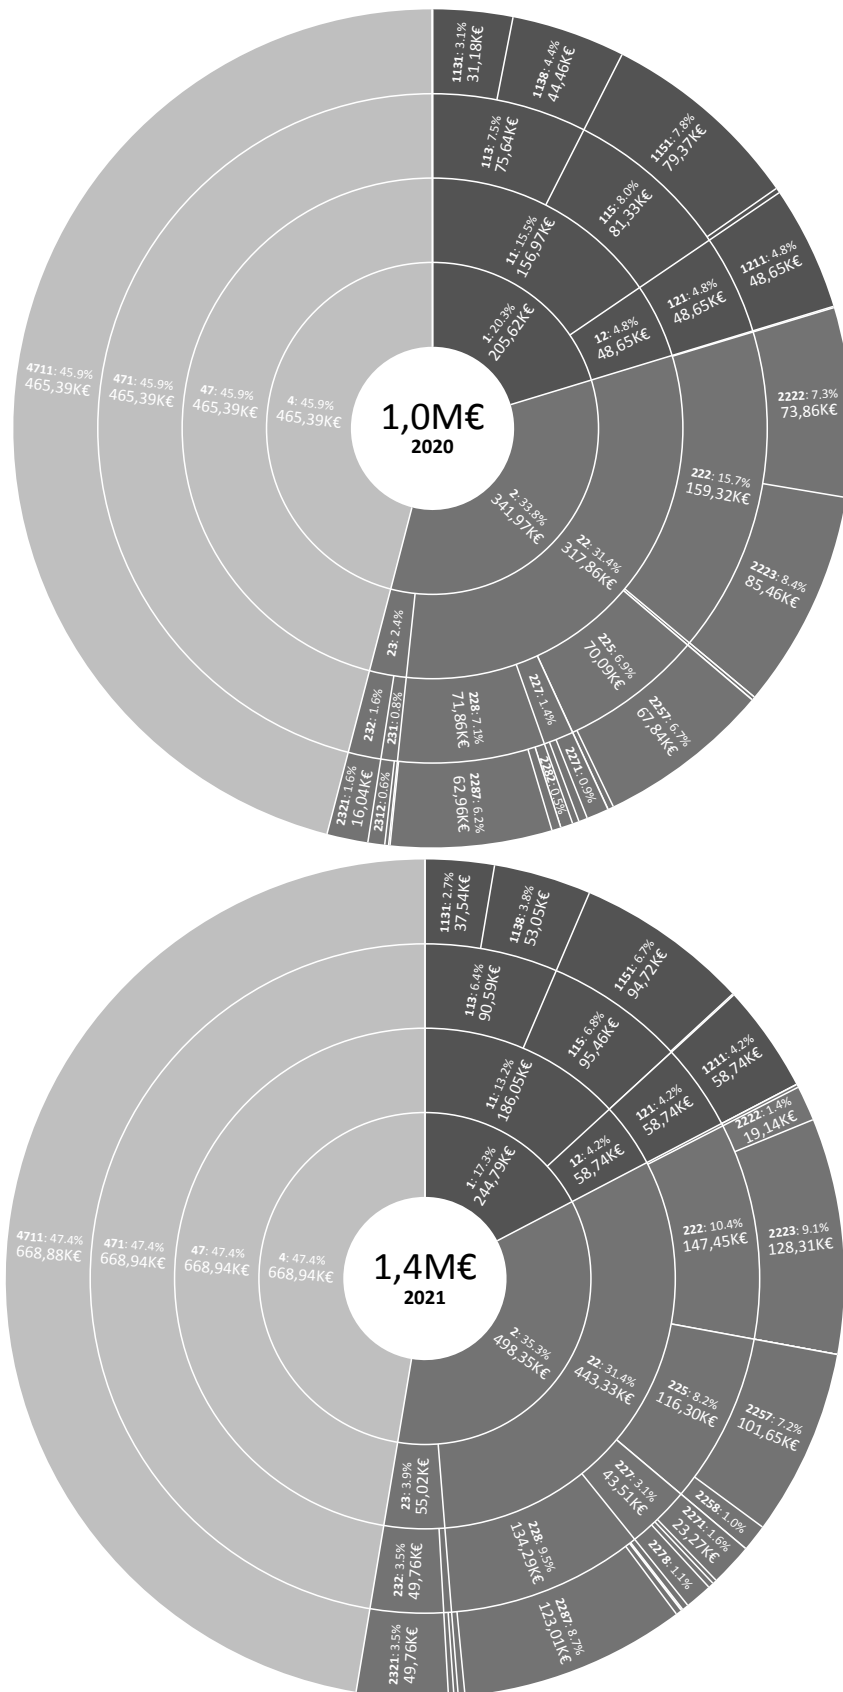 1131: 3.1%
31,18K€
1138: 4.4%
44,46K€
1151: 7.8%
79,37K€
113: 7.5%
75,64K€
115: 8.0%
81,33K€
1211: 4.8%
48,65K€
11: 15.5%
156,97K€
121: 4.8%
48,65K€
12: 4.8%
48,65K€
1: 20.3%
205,62K€
4711: 45.9%
465,39K€
471: 45.9%
465,39K€
47: 45.9%
465,39K€
4: 45.9%
465,39K€
1,0M€
2020
2222: 7.3%
73,86K€
222: 15.7%
159,32K€
2: 33.8%
341,97K€
22: 31.4%
317,86K€
2223: 8.4%
85,46K€
23: 2.4%
225: 6.9%
70,09K€
2257: 6.7%
67,84K€
232: 1.6%
231: 0.8%
228: 7.1%
71,86K€
227: 1.4%
2321: 1.6%
16,04K€
2312: 0.6%
2287: 6.2%
62,96K€
2282: 0.5%
2271: 0.9%
1131: 2.7%
37,54K€
1138: 3.8%
53,05K€
1151: 6.7%
94,72K€
113: 6.4%
90,59K€
115: 6.8%
95,46K€
1211: 4.2%
58,74K€
11: 13.2%
186,05K€
121: 4.2%
58,74K€
12: 4.2%
58,74K€
1: 17.3%
244,79K€
2222: 1.4%
19,14K€
4711: 47.4%
668,88K€
471: 47.4%
668,94K€
47: 47.4%
668,94K€
4: 47.4%
668,94K€
1,4M€
2021
222: 10.4%
147,45K€
2223: 9.1%
128,31K€
2: 35.3%
498,35K€
22: 31.4%
443,33K€
225: 8.2%
116,30K€
2257: 7.2%
101,65K€
23: 3.9%
55,02K€
227: 3.1%
43,51K€
2258: 1.0%
2271: 1.6%
23,27K€
2278: 1.1%
232: 3.5%
49,76K€
228: 9.5%
134,29K€
2321: 3.5%
49,76K€
2287: 8.7%
123,01K€